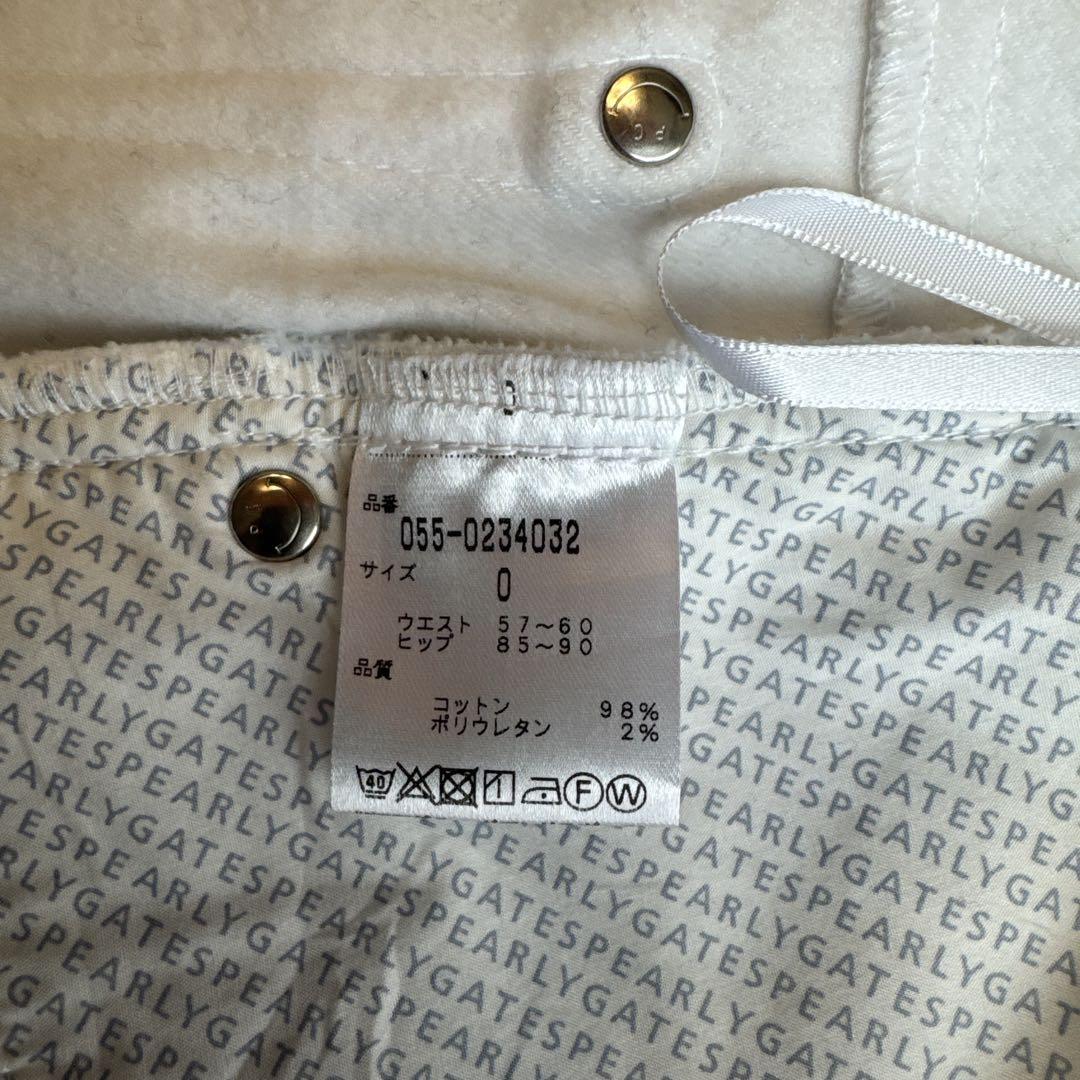 品番
055-0234032
サイズ
0
ウエスト 57～60
ヒップ 85～90
品質
コットン 98%
ポリウレタン 2%
40 F W
PEARLYGATES